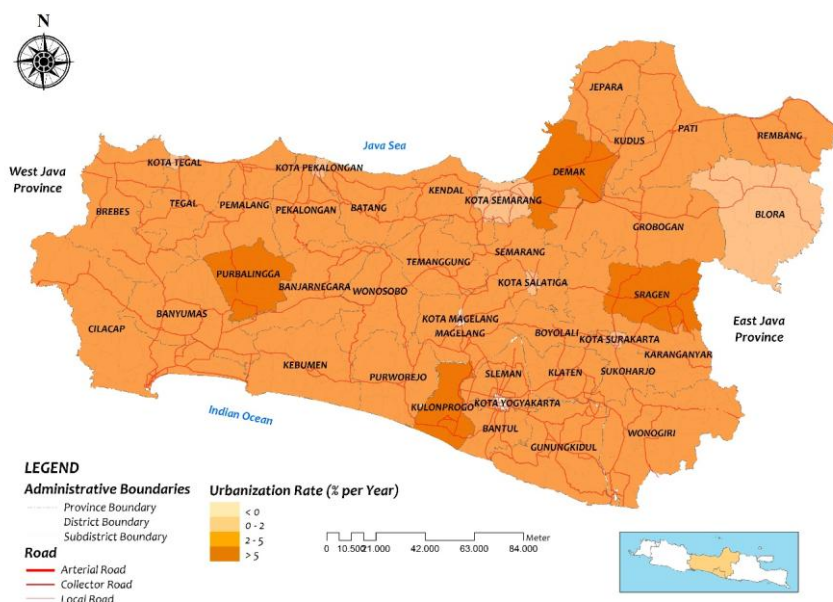 N
JEPARA
KUDUS
PATI
REMBANG
Java Sea
West Java
Province
KOTA TEGAL
KOTA PEKALONGAN
DEMAK
BREBES
TEGAL
PEMALANG
PEKALONGAN
BATANG
KENDAL
KOTA SEMARANG
BLORA
GROBOGAN
SEMARANG
TEMANGGUNG
PURBALINGGA
BANJARNEGARA
WONOSOBO
KOTA SALATIGA
SRAGEN
BANYUMAS
CILACAP
KOTA MAGELANG
MAGELANG
BOYOLALI
KOTA SURAKARTA
East Java
Province
KARANGANYAR
KEBUMEN
PURWOREJO
SLEMAN
KLATEN
SUKOHARJO
KULONPROGO
KOTA YOGYAKARTA
Indian Ocean
BANTUL
GUNUNGKIDUL
WONOGIRI
LEGEND
Administrative Boundaries
Province Boundary
District Boundary
Subdistrict Boundary
Road
Arterial Road
Collector Road
Local Road
Urbanization Rate (% per Year)
< 0
0 - 2
2 - 5
> 5
Meter
0 10.500 21.000 42.000 63.000 84.000